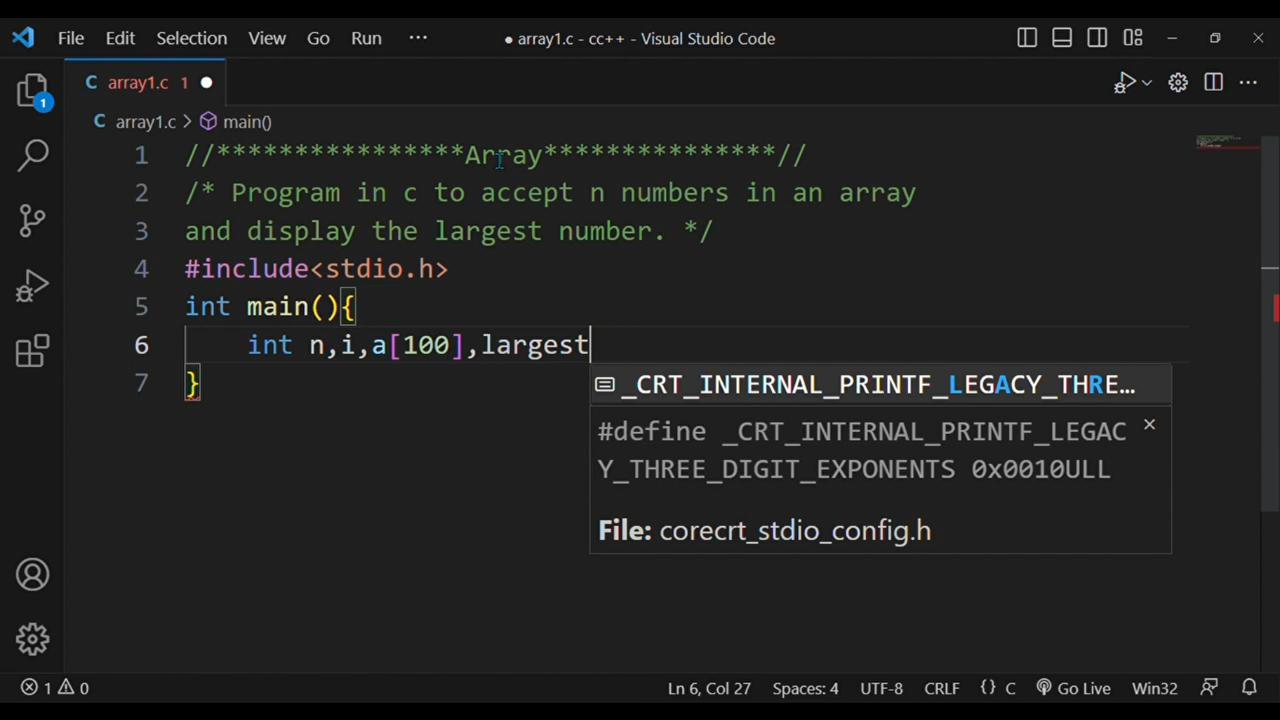 File Edit Selection View Go Run ··· ● array1.c - cc++ - Visual Studio Code
C array1.c 1 ●
1
C array1.c > main()
1 //****************Array***************//
2 /* Program in c to accept n numbers in an array
3 and display the largest number. */
4 #include<stdio.h>
5 int main(){
6 int n,i,a[100],largest
7 }
_CRT_INTERNAL_PRINTF_LEGACY_THRE…
#define _CRT_INTERNAL_PRINTF_LEGAC
Y_THREE_DIGIT_EXPONENTS 0x0010ULL
File: corecrt_stdio_config.h
1 0 Ln 6, Col 27 Spaces: 4 UTF-8 CRLF {} C Go Live Win32